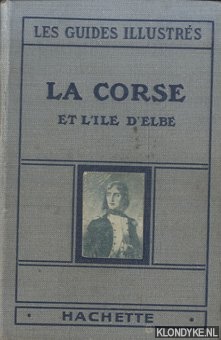 LES GUIDES ILLUSTRÉS
LA CORSE
ET L'ILE D'ELBE
HACHETTE
KLONDYKE.NL